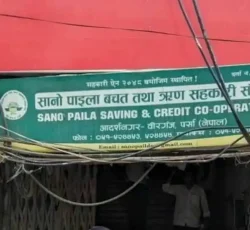 सहकारी ऐन २०४८ बमोजिम स्थापित !
सानो पाइला बचत तथा ऋण सहकारी
SANO PAILA SAVING & CREDIT CO-OPERAT
आदर्शनगर - वीरगंज, पर्सा (नेपाल)
फोन :
Email :